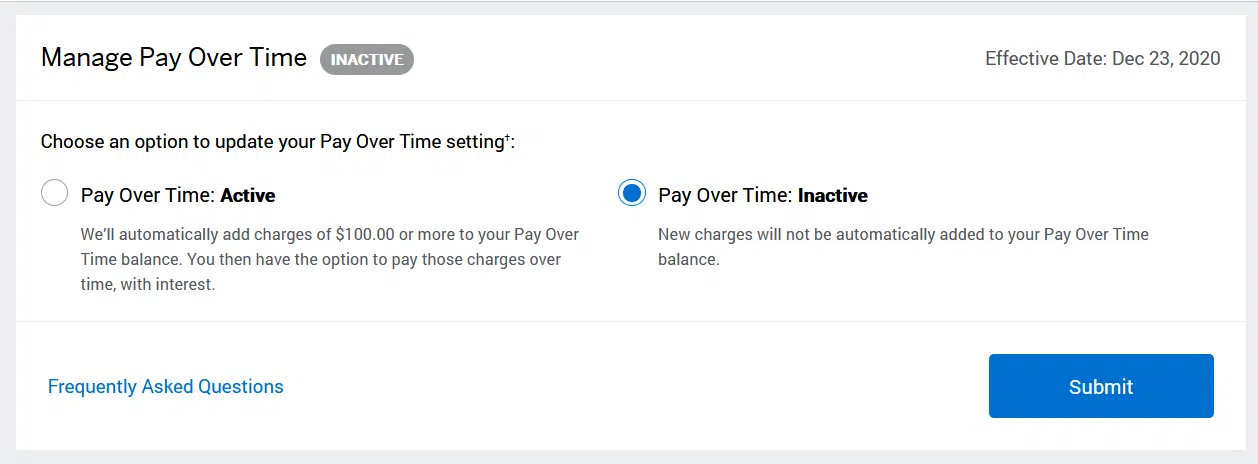 Manage Pay Over Time INACTIVE Effective Date: Dec 23, 2020
Choose an option to update your Pay Over Time setting†:
Pay Over Time: Active
We’ll automatically add charges of $100.00 or more to your Pay Over
Time balance. You then have the option to pay those charges over
time, with interest.
Pay Over Time: Inactive
New charges will not be automatically added to your Pay Over Time
balance.
Frequently Asked Questions
Submit